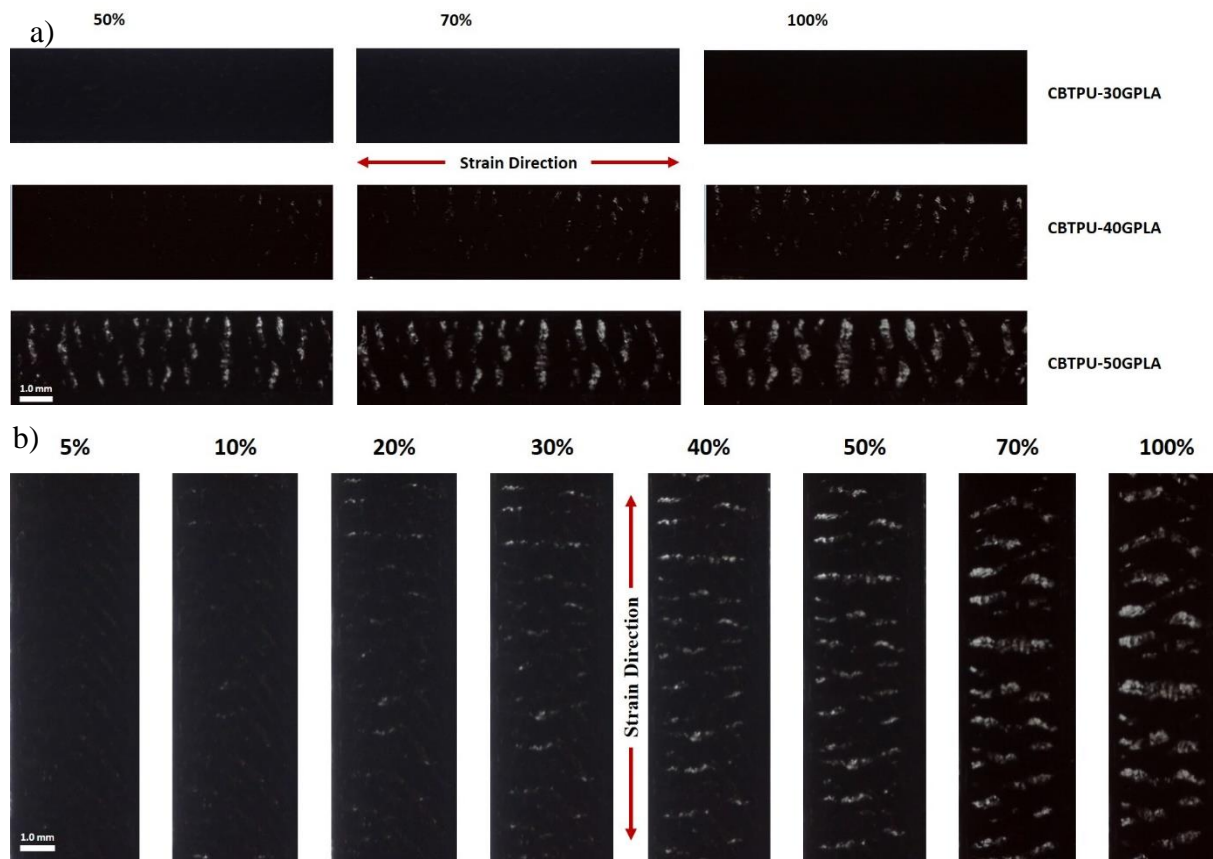 a)
50% 70% 100%
CBTPU-30GPLA
Strain Direction
CBTPU-40GPLA
CBTPU-50GPLA
1.0 mm
b)
5% 10% 20% 30% 40% 50% 70% 100%
Strain Direction
1.0 mm